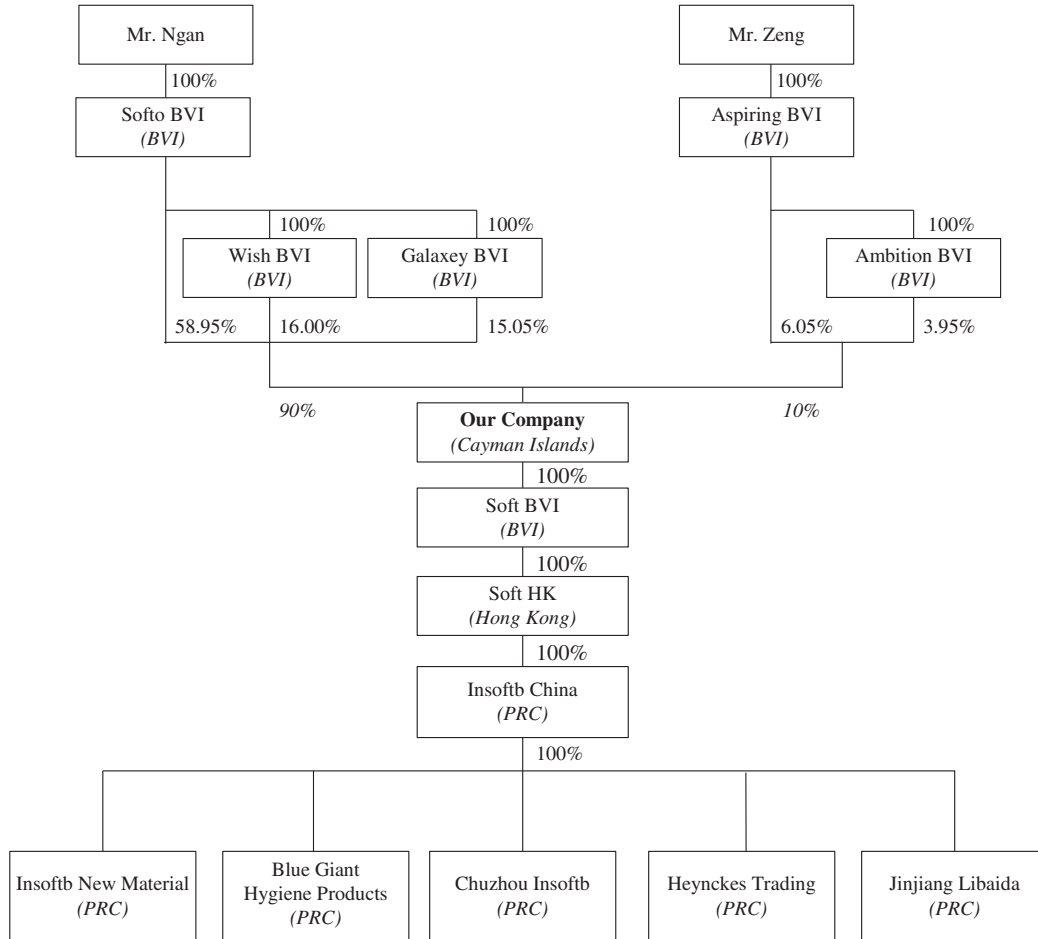 Mr. Ngan
Mr. Zeng
100%
100%
Softo BVI
(BVI)
Aspiring BVI
(BVI)
100%
100%
100%
Wish BVI
(BVI)
Galaxey BVI
(BVI)
Ambition BVI
(BVI)
58.95%
16.00%
15.05%
6.05%
3.95%
90%
10%
Our Company
(Cayman Islands)
100%
Soft BVI
(BVI)
100%
Soft HK
(Hong Kong)
100%
Insoftb China
(PRC)
100%
Insoftb New Material
(PRC)
Blue Giant
Hygiene Products
(PRC)
Chuzhou Insoftb
(PRC)
Heynckes Trading
(PRC)
Jinjiang Libaida
(PRC)